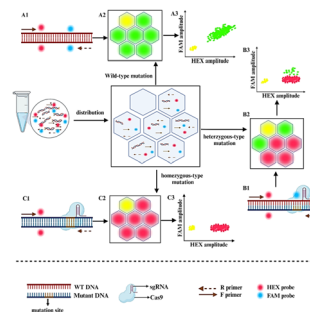 A1
A2
A3
FAM amplitude
HEX amplitude
Wild-type mutation
B3
FAM amplitude
HEX amplitude
distribution
B2
heterozygous-type
mutation
homozygous-type
mutation
B1
C1
C2
C3
FAM amplitude
HEX amplitude
WT DNA
Mutant DNA
mutation site
sgRNA
Cas9
R primer
F primer
HEX probe
FAM probe